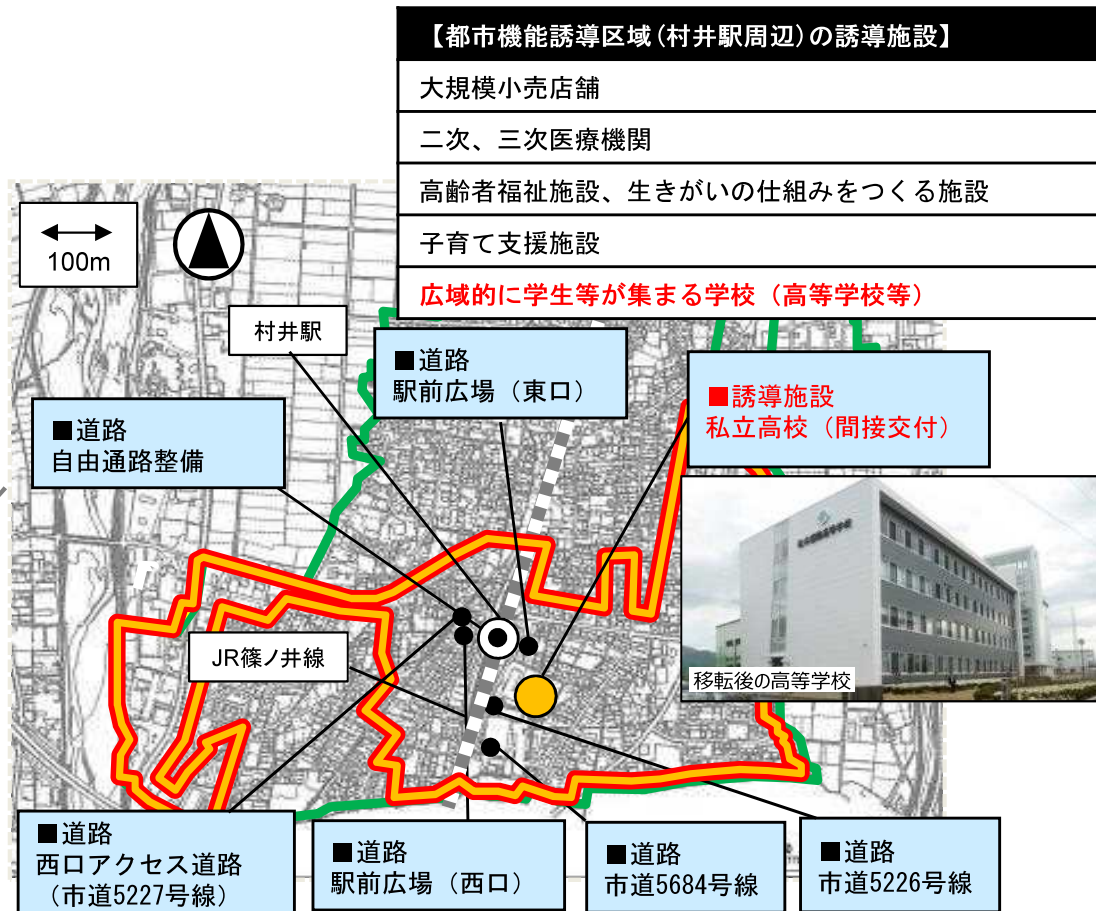 【都市機能誘導区域(村井駅周辺)の誘導施設】
大規模小売店舗
二次、三次医療機関
高齢者福祉施設、生きがいの仕組みをつくる施設
子育て支援施設
広域的に学生等が集まる学校（高等学校等）
100m
村井駅
■道路
駅前広場（東口）
■誘導施設
私立高校（間接交付）
■道路
自由通路整備
JR篠ノ井線
移転後の高等学校
■道路
西口アクセス道路
（市道5227号線）
■道路
駅前広場（西口）
■道路
市道5684号線
■道路
市道5226号線